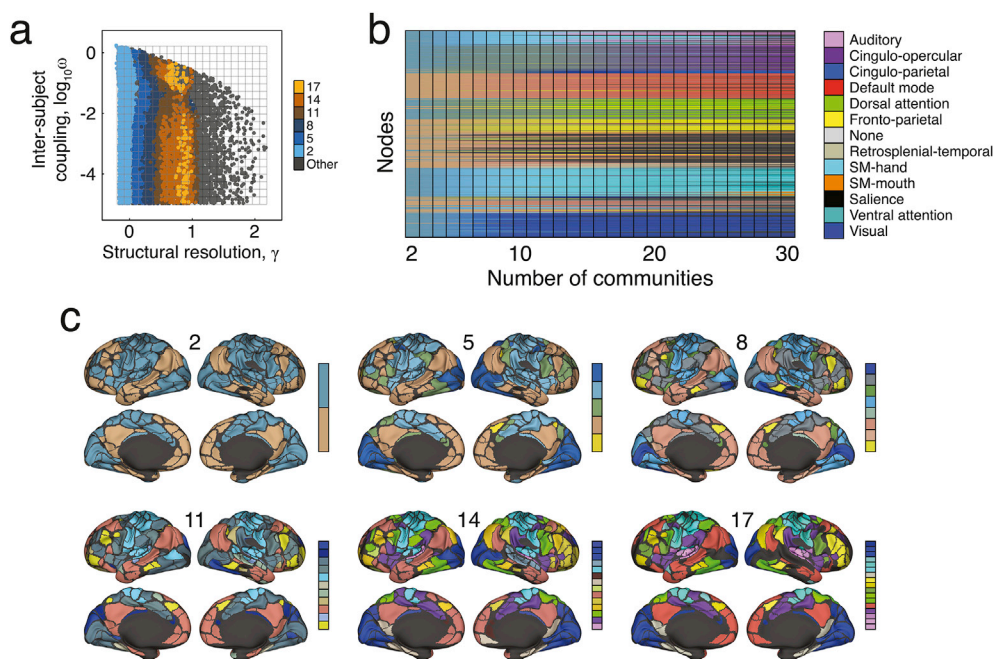 a
Inter-subject
coupling, log10ω
0
-2
-4
0
1
2
Structural resolution, γ
17
14
11
8
5
2
Other
b
Nodes
2
10
20
30
Number of communities
Auditory
Cingulo-opercular
Cingulo-parietal
Default mode
Dorsal attention
Fronto-parietal
None
Retrosplenial-temporal
SM-hand
SM-mouth
Salience
Ventral attention
Visual
c
2
5
8
11
14
17